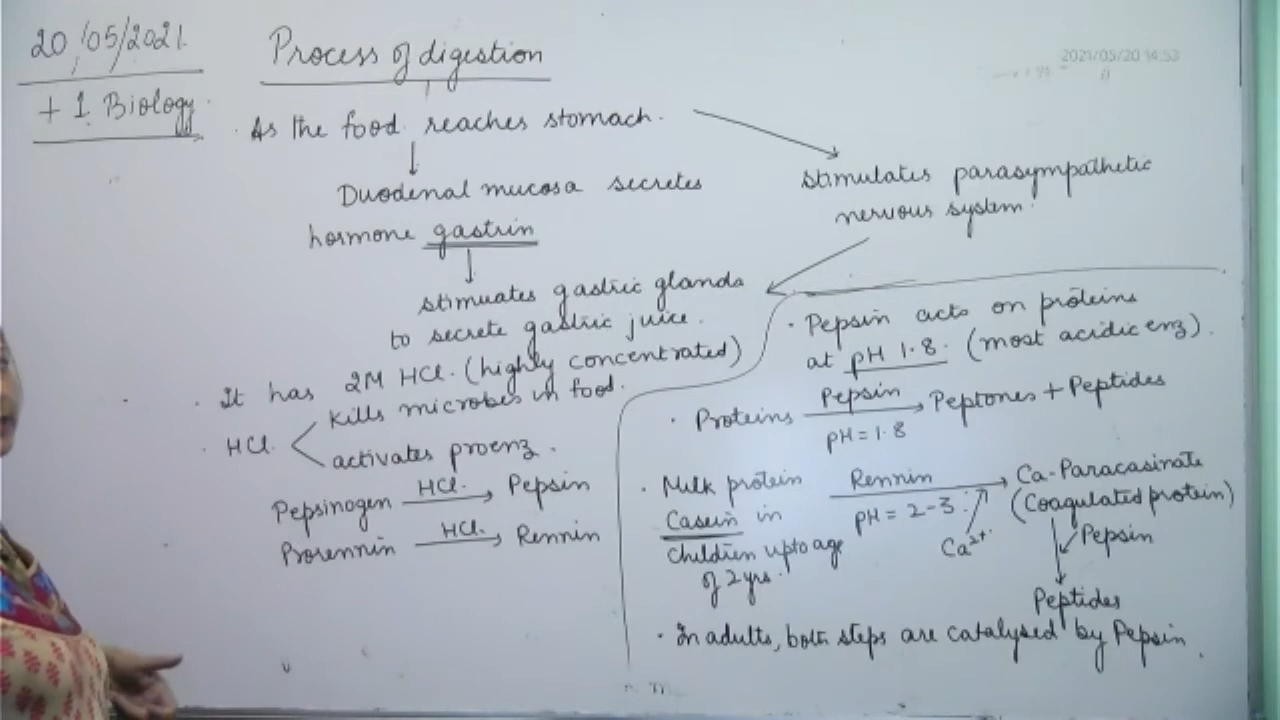 20/05/2021.
+1 Biology
Process of digestion
2021/05/20 14:53
As the food reaches stomach.
Duodenal mucosa secretes
hormone gastrin
stimulates parasympathetic
nervous system.
stimuates gastric glands
to secrete gastric juice.
It has 2M HCl. (highly concentrated)
HCl. kills microbes in food.
activates proenz.
Pepsinogen HCl. Pepsin
Prorennin HCl. Rennin
Pepsin acts on proteins
at pH 1.8. (most acidic enz).
Proteins Pepsin Peptones + Peptides
pH = 1.8
Milk protein Rennin Ca-Paracasinate
Casein in pH = 2-3 (Coagulated protein)
children upto age Ca2+ Pepsin
of 2 yrs.
Peptides
In adults, both steps are catalysed by Pepsin.